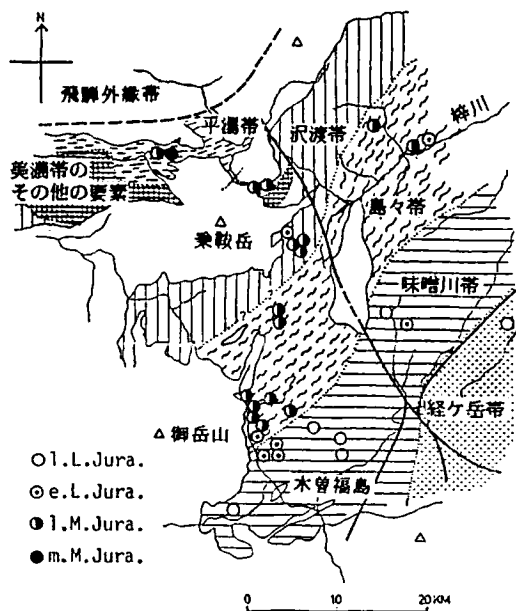 N
飛騨外縁帯
平湯帯
沢渡帯
梓川
美濃帯の
その他の要素
島々帯
乗鞍岳
味噌川帯
経ケ岳帯
御岳山
木曽福島
l.L.Jura.
e.L.Jura.
l.M.Jura.
m.M.Jura.
0 10 20 KM